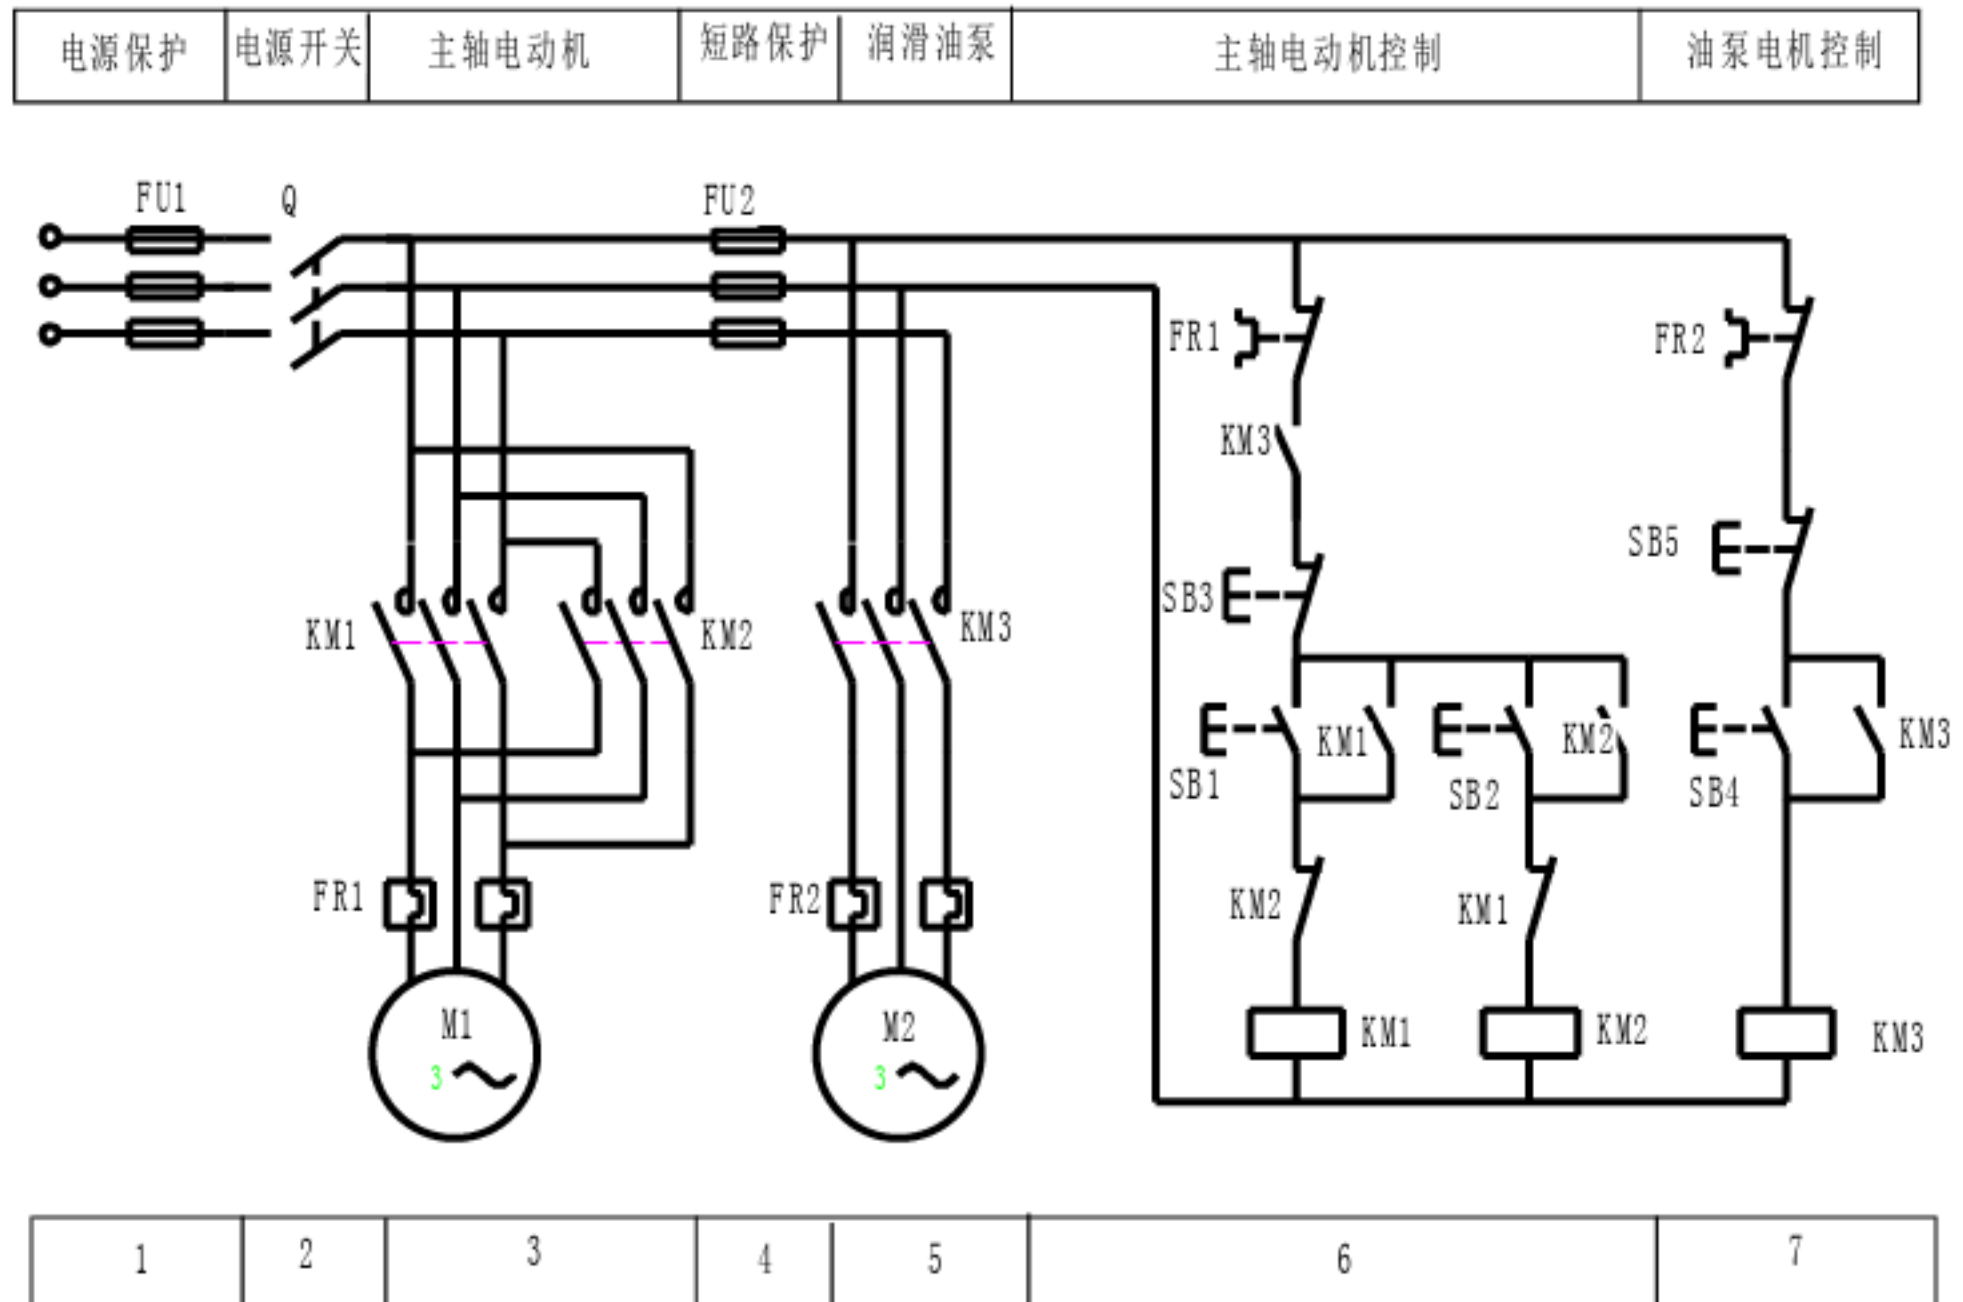 电源保护 电源开关 主轴电动机 短路保护 润滑油泵 主轴电动机控制 油泵电机控制
FU1 Q FU2
FR1 FR2
KM3
SB5
SB3
KM1 KM2 KM3
KM1 KM2 KM3
SB1 SB2 SB4
FR1 FR2 KM2 KM1
M1 M2 KM1 KM2 KM3
3 3
1 2 3 4 5 6 7